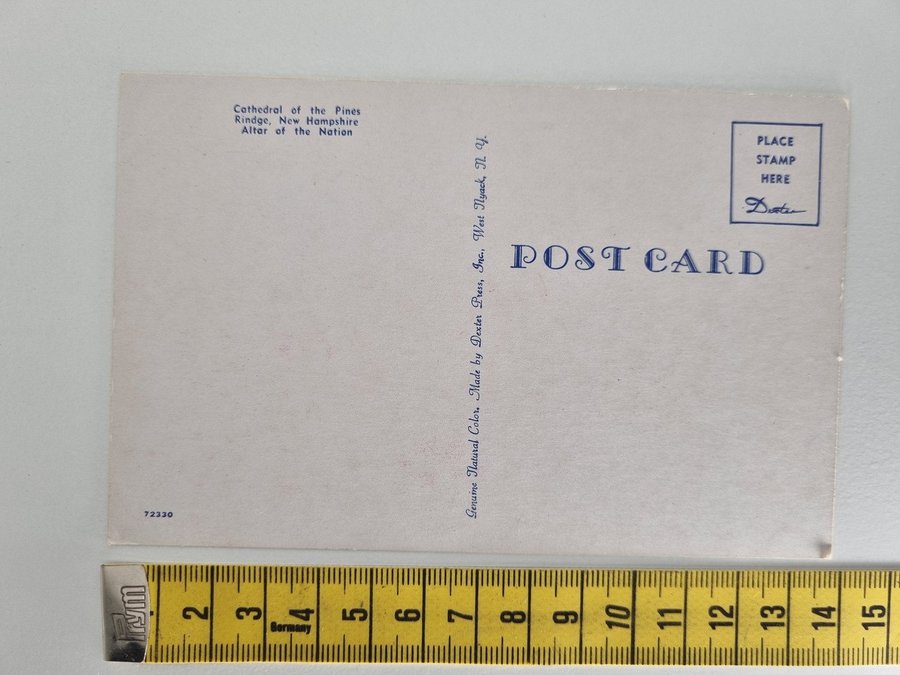 Cathedral of the Pines
Rindge, New Hampshire
Altar of the Nation
PLACE
STAMP
HERE
Dexter
POST CARD
Genuine Natural Color. Made by Dexter Press, Inc., West Nyack, N. Y.
72330
Prym
2 3 4 5 6 7 8 9 10 11 12 13 14 15
Germany